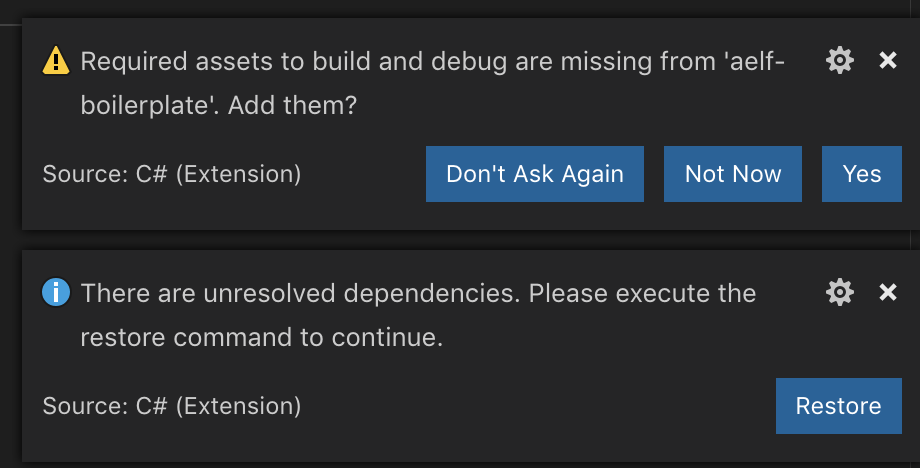 Required assets to build and debug are missing from 'aelf-
boilerplate'. Add them?
Source: C# (Extension)
Don't Ask Again
Not Now
Yes
There are unresolved dependencies. Please execute the
restore command to continue.
Source: C# (Extension)
Restore